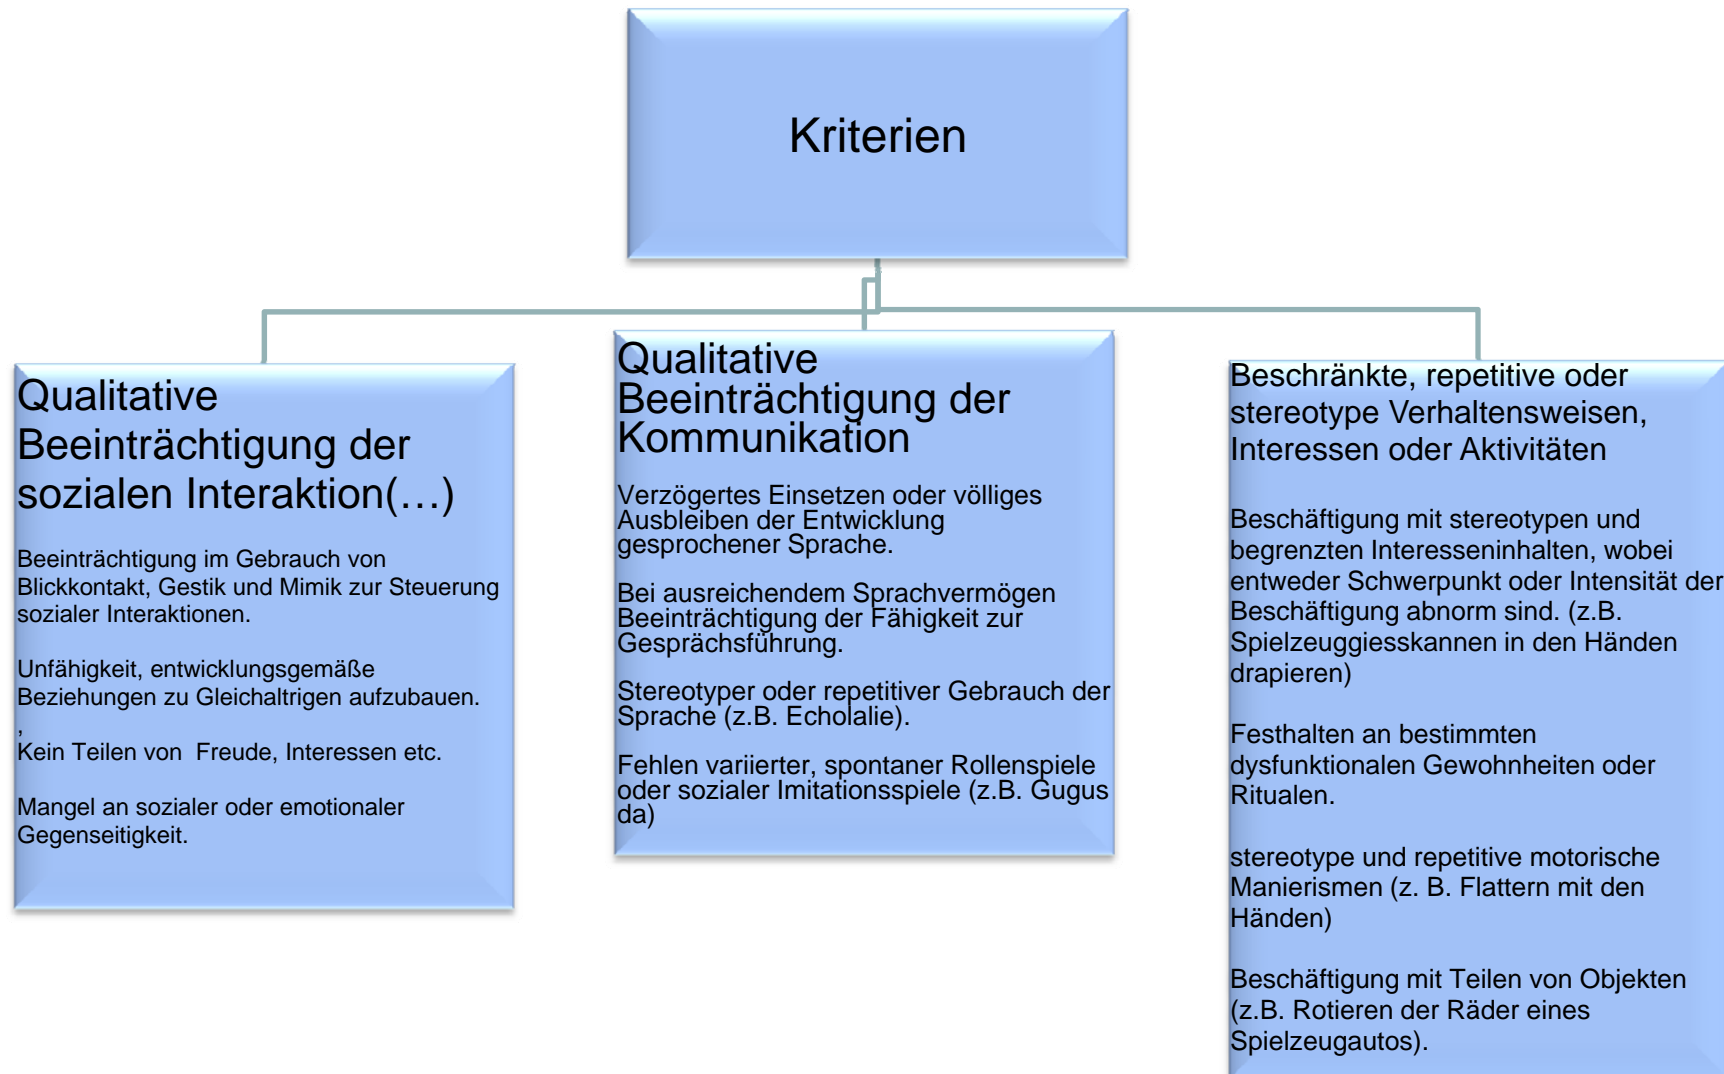 Kriterien
Qualitative
Beeinträchtigung der
sozialen Interaktion(…)
Beeinträchtigung im Gebrauch von
Blickkontakt, Gestik und Mimik zur Steuerung
sozialer Interaktionen.
Unfähigkeit, entwicklungsgemäße
Beziehungen zu Gleichaltrigen aufzubauen.
,
Kein Teilen von  Freude, Interessen etc.
Mangel an sozialer oder emotionaler
Gegenseitigkeit.
Qualitative
Beeinträchtigung der
Kommunikation
Verzögertes Einsetzen oder völliges
Ausbleiben der Entwicklung
gesprochener Sprache.
Bei ausreichendem Sprachvermögen
Beeinträchtigung der Fähigkeit zur
Gesprächsführung.
Stereotyper oder repetitiver Gebrauch der
Sprache (z.B. Echolalie).
Fehlen variierter, spontaner Rollenspiele
oder sozialer Imitationsspiele (z.B. Gugus
da)
Beschränkte, repetitive oder
stereotype Verhaltensweisen,
Interessen oder Aktivitäten
Beschäftigung mit stereotypen und
begrenzten Interesseninhalten, wobei
entweder Schwerpunkt oder Intensität der
Beschäftigung abnorm sind. (z.B.
Spielzeuggiesskannen in den Händen
drapieren)
Festhalten an bestimmten
dysfunktionalen Gewohnheiten oder
Ritualen.
stereotype und repetitive motorische
Manierismen (z. B. Flattern mit den
Händen)
Beschäftigung mit Teilen von Objekten
(z.B. Rotieren der Räder eines
Spielzeugautos).